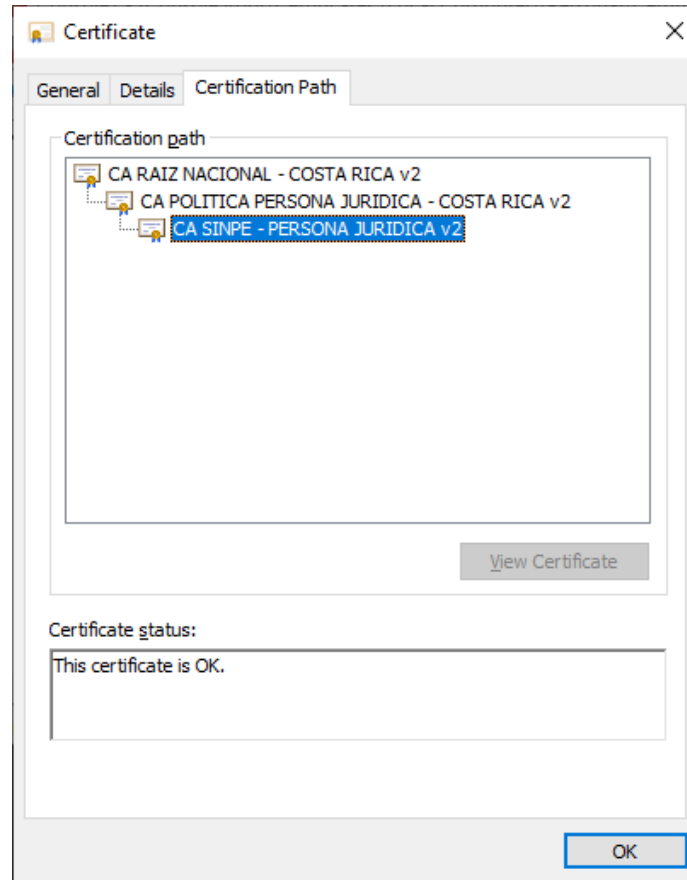 Certificate
General Details Certification Path
Certification path
CA RAIZ NACIONAL - COSTA RICA v2
CA POLITICA PERSONA JURIDICA - COSTA RICA v2
CA SINPE - PERSONA JURIDICA v2
View Certificate
Certificate status:
This certificate is OK.
OK